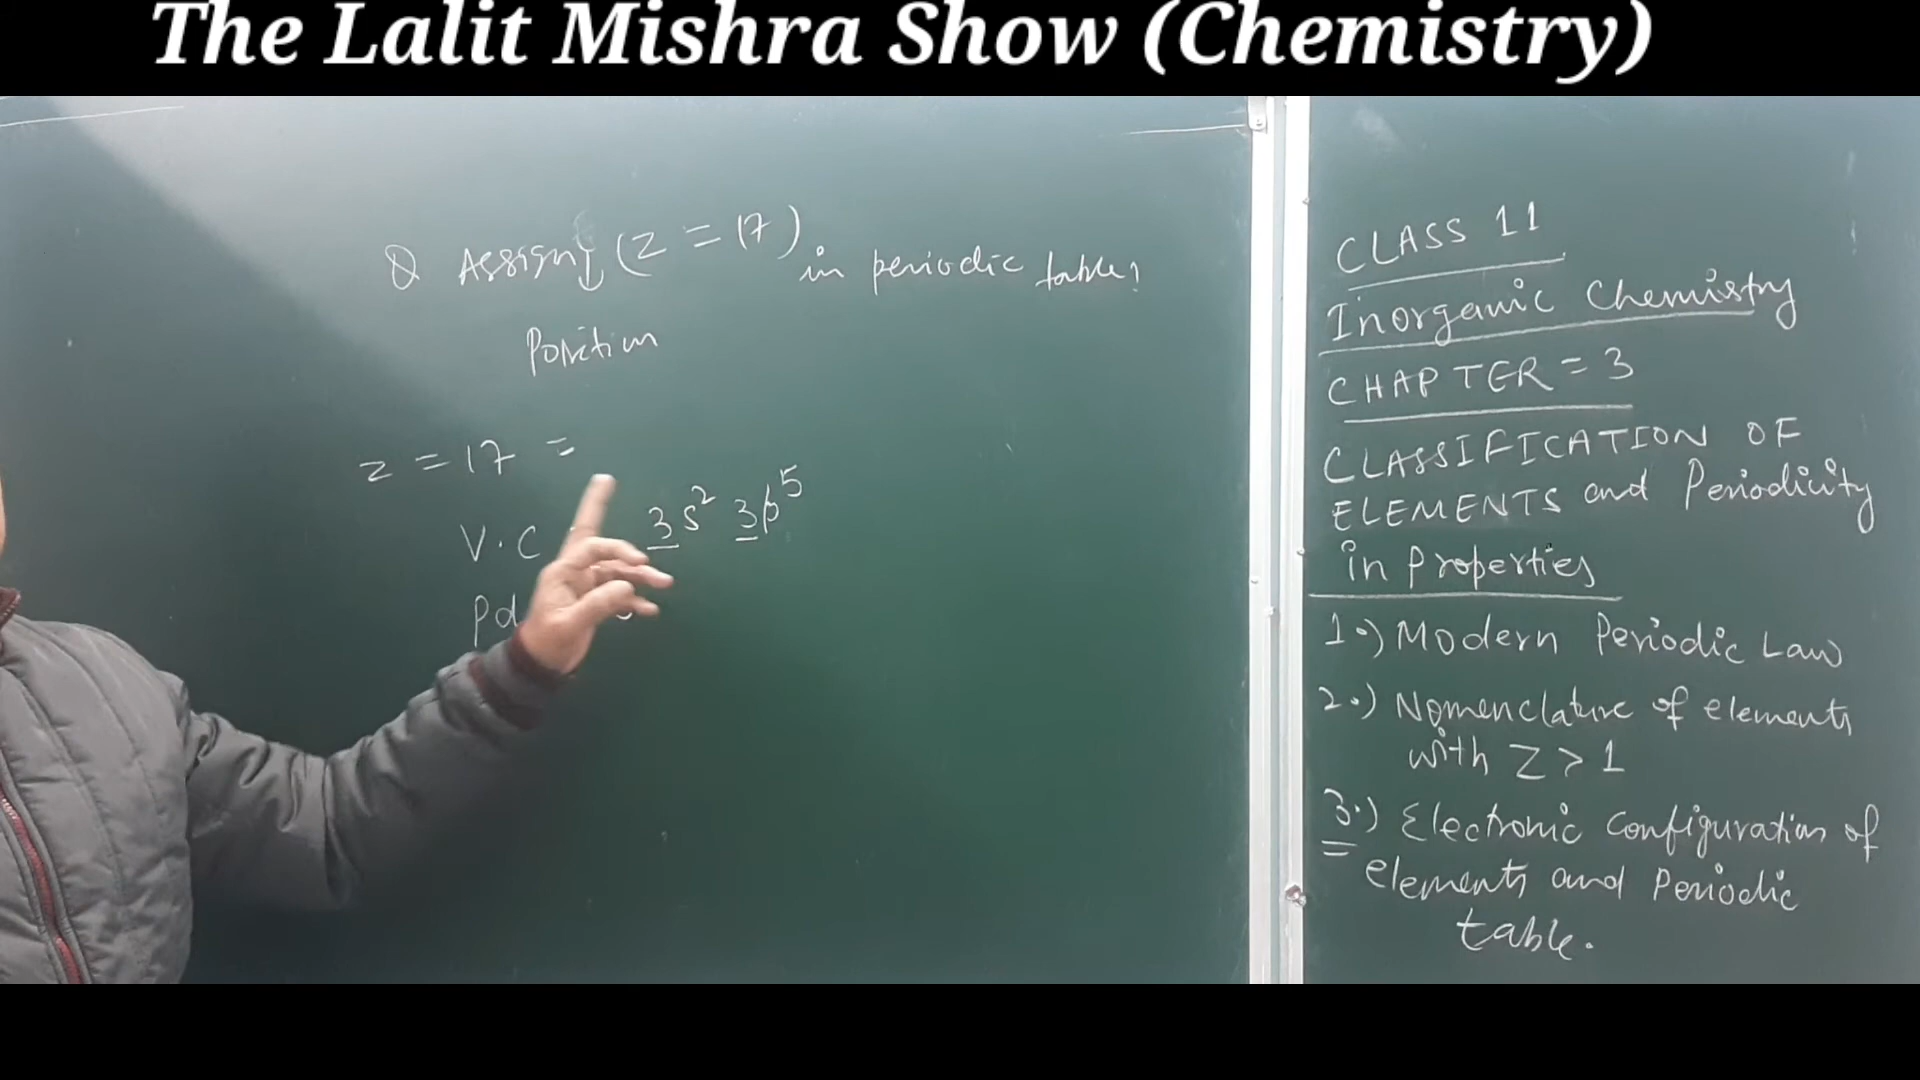 The Lalit Mishra Show (Chemistry)
Q Assign (Z = 17) in periodic table?
Position
Z = 17 =
V.C 3s² 3p⁵
CLASS 11
Inorganic Chemistry
CHAPTER = 3
CLASSIFICATION OF
ELEMENTS and Periodicity
in Properties
1.) Modern Periodic Law
2.) Nomenclature of elements
with Z > 1
3.) Electronic Configuration of
elements and Periodic
table.